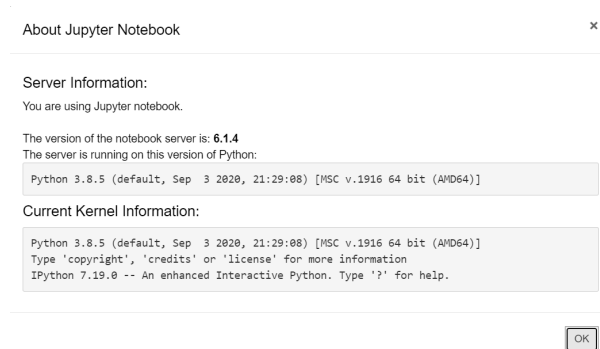 About Jupyter Notebook
×
Server Information:
You are using Jupyter notebook.
The version of the notebook server is: 6.1.4
The server is running on this version of Python:
Python 3.8.5 (default, Sep  3 2020, 21:29:08) [MSC v.1916 64 bit (AMD64)]
Current Kernel Information:
Python 3.8.5 (default, Sep  3 2020, 21:29:08) [MSC v.1916 64 bit (AMD64)]
Type 'copyright', 'credits' or 'license' for more information
IPython 7.19.0 -- An enhanced Interactive Python. Type '?' for help.
OK